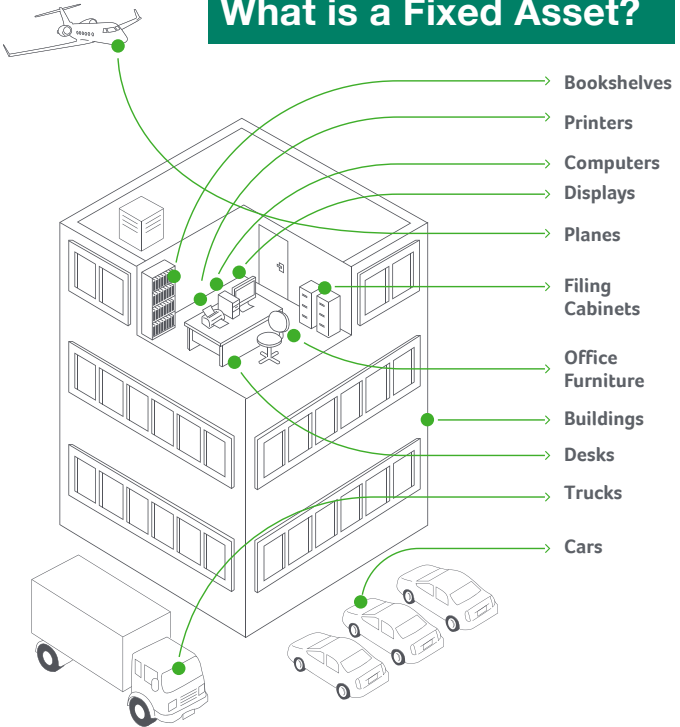 What is a Fixed Asset?
Bookshelves
Printers
Computers
Displays
Planes
Filing
Cabinets
Office
Furniture
Buildings
Desks
Trucks
Cars